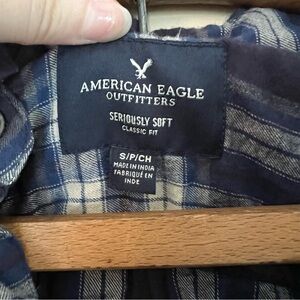 AMERICAN EAGLE
OUTFITTERS
SERIOUSLY SOFT
CLASSIC FIT
S/P/CH
MADE IN INDIA
FABRIQUÉ EN
INDE